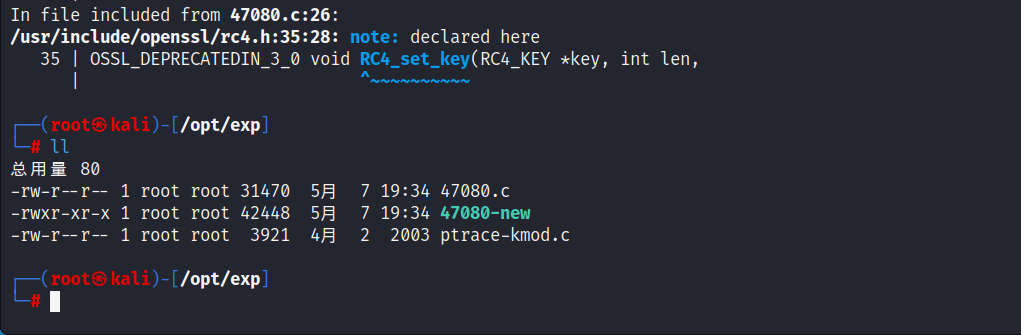 In file included from 47080.c:26:
/usr/include/openssl/rc4.h:35:28: note: declared here
   35 | OSSL_DEPRECATEDIN_3_0 void RC4_set_key(RC4_KEY *key, int len,
      |                            ^~~~~~~~~~~
┌──(root㉿kali)-[/opt/exp]
└─# ll
总用量 80
-rw-r--r-- 1 root root 31470  5月  7 19:34 47080.c
-rwxr-xr-x 1 root root 42448  5月  7 19:34 47080-new
-rw-r--r-- 1 root root  3921  4月  2  2003 ptrace-kmod.c
┌──(root㉿kali)-[/opt/exp]
└─#